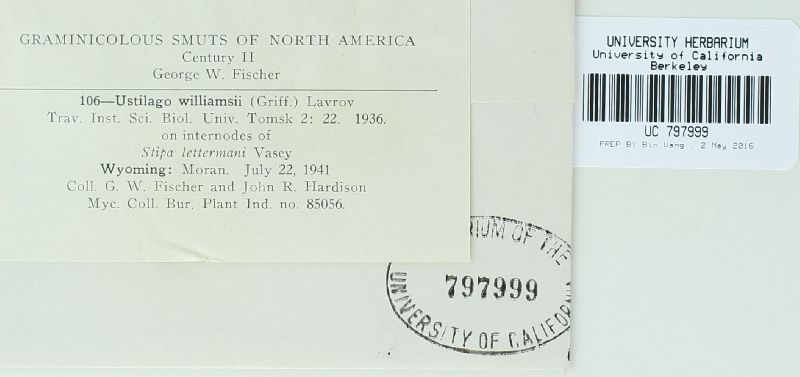 GRAMINICOLOUS SMUTS OF NORTH AMERICA
Century II
George W. Fischer
106—Ustilago williamsii (Griff.) Lavrov
Trav. Inst. Sci. Biol. Univ. Tomsk 2: 22. 1936.
on internodes of
Stipa lettermani Vasey
Wyoming: Moran. July 22, 1941
Coll. G. W. Fischer and John R. Hardison
Myc. Coll. Bur. Plant Ind. no. 85056.
UNIVERSITY HERBARIUM
University of California
Berkeley
UC 797999
PREP BY Bin Wang , 2 May 2016
RIUM OF THE
797999
UNIVERSITY OF CALIFORN